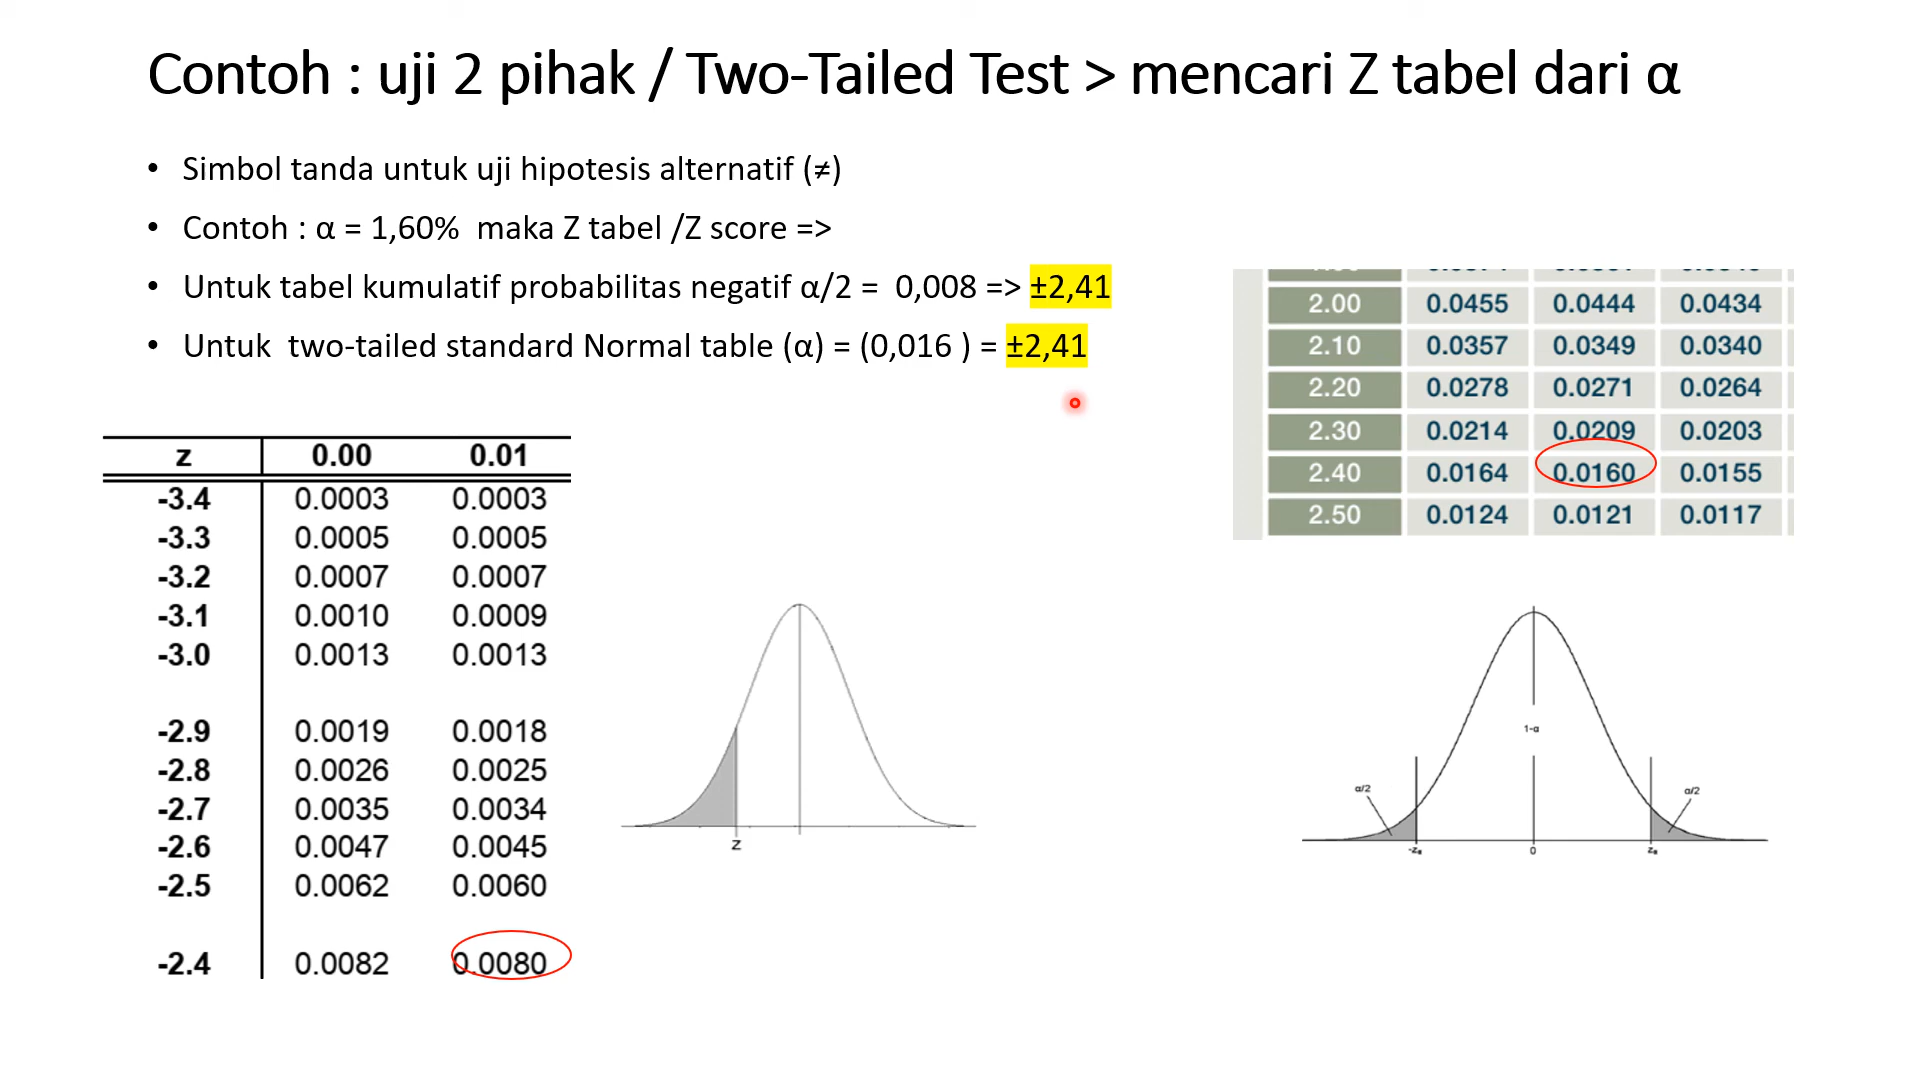 Contoh : uji 2 pihak / Two-Tailed Test > mencari Z tabel dari α
• Simbol tanda untuk uji hipotesis alternatif (≠)
• Contoh : α = 1,60%  maka Z tabel /Z score =>
• Untuk tabel kumulatif probabilitas negatif α/2 =  0,008 => ±2,41
• Untuk  two-tailed standard Normal table (α) = (0,016 ) = ±2,41
2.00 0.0455 0.0444 0.0434
2.10 0.0357 0.0349 0.0340
2.20 0.0278 0.0271 0.0264
2.30 0.0214 0.0209 0.0203
2.40 0.0164 0.0160 0.0155
2.50 0.0124 0.0121 0.0117
z 0.00 0.01
-3.4 0.0003 0.0003
-3.3 0.0005 0.0005
-3.2 0.0007 0.0007
-3.1 0.0010 0.0009
-3.0 0.0013 0.0013
-2.9 0.0019 0.0018
-2.8 0.0026 0.0025
-2.7 0.0035 0.0034
-2.6 0.0047 0.0045
-2.5 0.0062 0.0060
-2.4 0.0082 0.0080
z
1-α
α/2 α/2
0